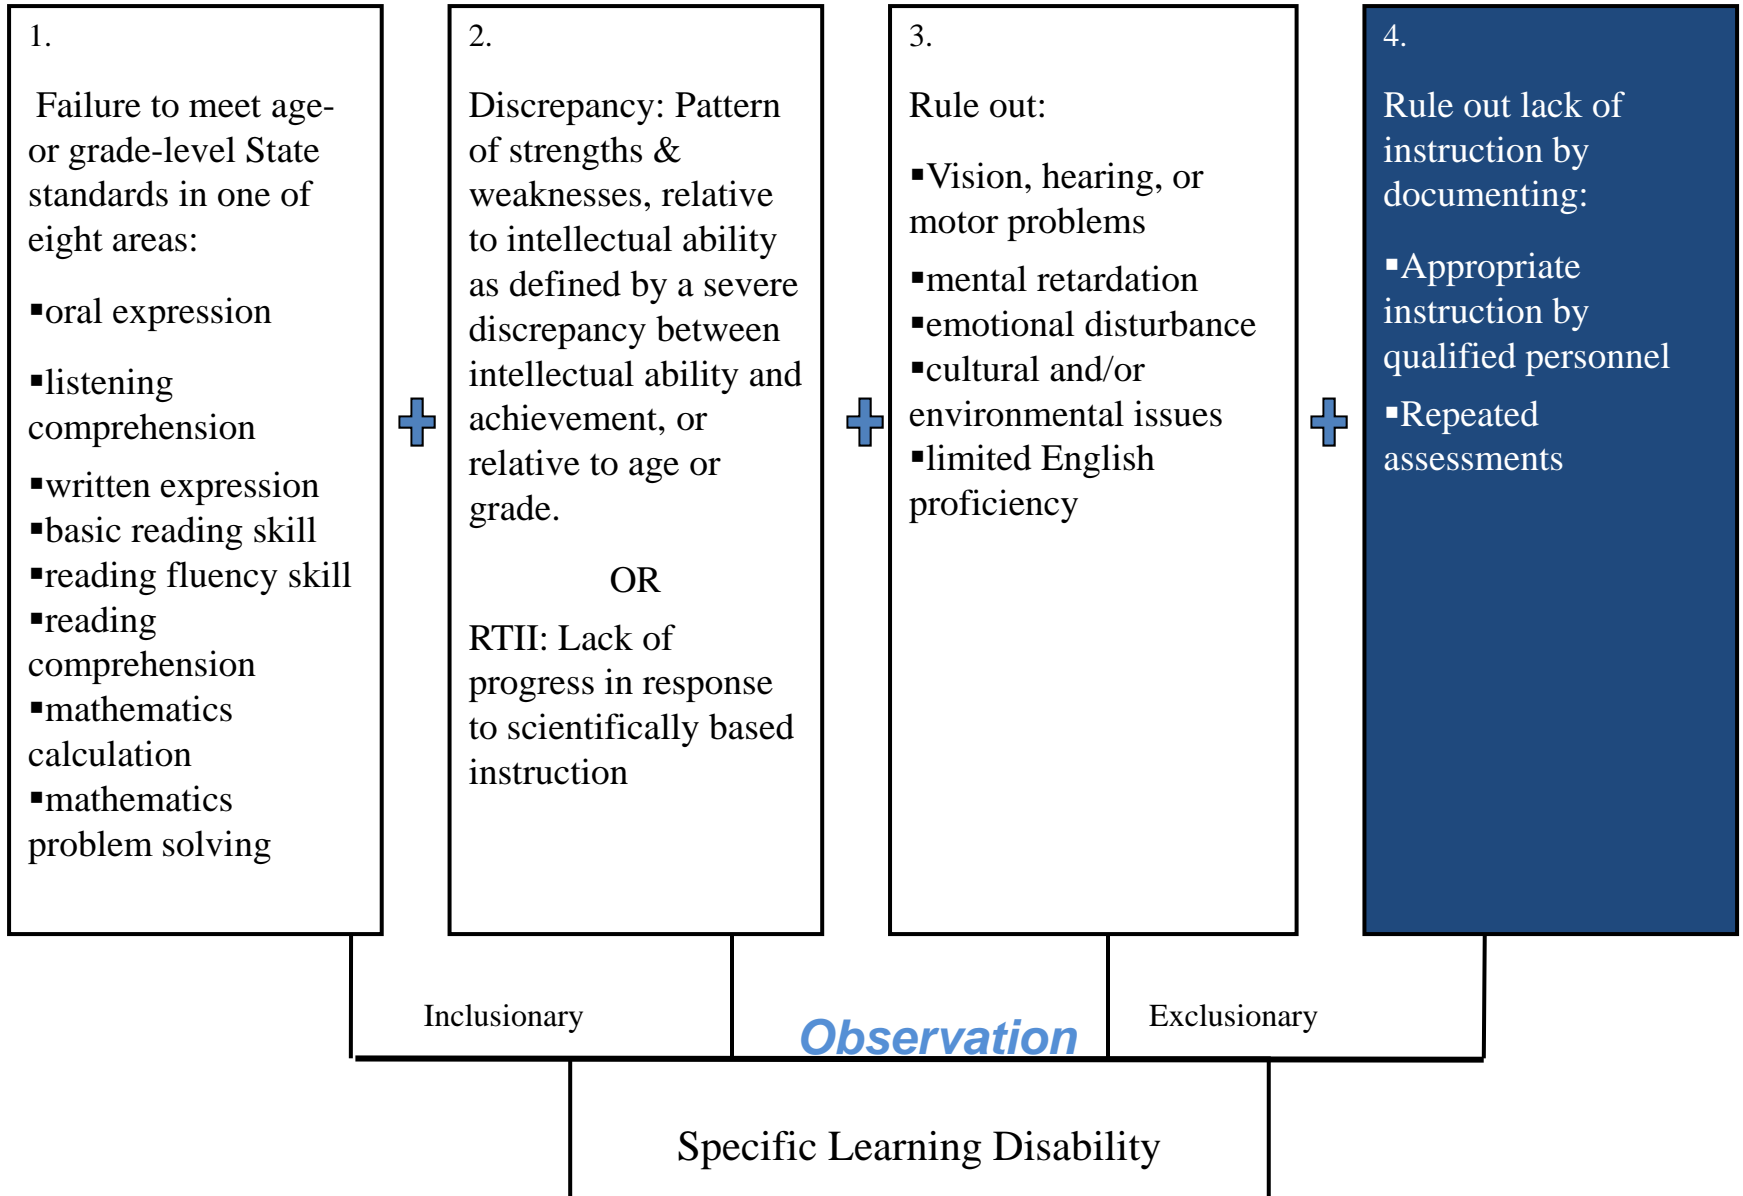 1.
Failure to meet age-
or grade-level State
standards in one of
eight areas:
▪oral expression
▪listening
comprehension
▪written expression
▪basic reading skill
▪reading fluency skill
▪reading
comprehension
▪mathematics
calculation
▪mathematics
problem solving
2.
Discrepancy: Pattern
of strengths &
weaknesses, relative
to intellectual ability
as defined by a severe
discrepancy between
intellectual ability and
achievement, or
relative to age or
grade.
OR
RTII: Lack of
progress in response
to scientifically based
instruction
3.
Rule out:
▪Vision, hearing, or
motor problems
▪mental retardation
▪emotional disturbance
▪cultural and/or
environmental issues
▪limited English
proficiency
4.
Rule out lack of
instruction by
documenting:
▪Appropriate
instruction by
qualified personnel
▪Repeated
assessments
Inclusionary
Observation
Exclusionary
Specific Learning Disability